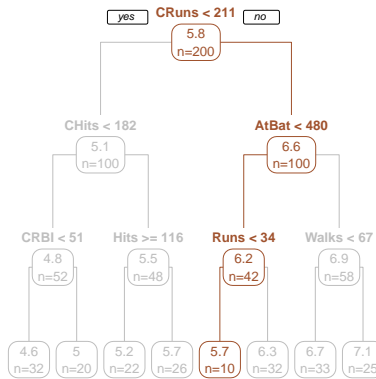 yes CRuns < 211 no
5.8
n=200
CHits < 182 AtBat < 480
5.1 6.6
n=100 n=100
CRBI < 51 Hits >= 116 Runs < 34 Walks < 67
4.8 5.5 6.2 6.9
n=52 n=48 n=42 n=58
4.6 5 5.2 5.7 5.7 6.3 6.7 7.1
n=32 n=20 n=22 n=26 n=10 n=32 n=33 n=25